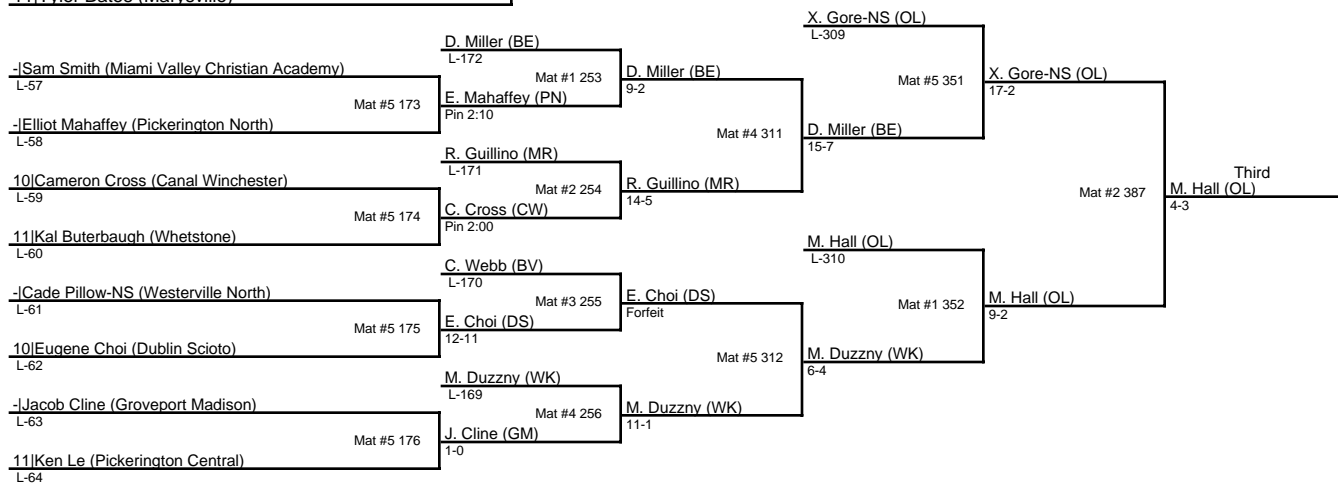 11|Tyler Bates (Marysville)
X. Gore-NS (OL)
L-309
D. Miller (BE)
L-172
-|Sam Smith (Miami Valley Christian Academy)
L-57
Mat #1 253
D. Miller (BE)
9-2
Mat #5 351
X. Gore-NS (OL)
17-2
Mat #5 173
E. Mahaffey (PN)
Pin 2:10
-|Elliot Mahaffey (Pickerington North)
L-58
Mat #4 311
D. Miller (BE)
15-7
R. Guillino (MR)
L-171
10|Cameron Cross (Canal Winchester)
L-59
Mat #2 254
R. Guillino (MR)
14-5
Mat #2 387
Third
M. Hall (OL)
4-3
Mat #5 174
C. Cross (CW)
Pin 2:00
11|Kal Buterbaugh (Whetstone)
L-60
M. Hall (OL)
L-310
C. Webb (BV)
L-170
-|Cade Pillow-NS (Westerville North)
L-61
Mat #3 255
E. Choi (DS)
Forfeit
Mat #1 352
M. Hall (OL)
9-2
Mat #5 175
E. Choi (DS)
12-11
10|Eugene Choi (Dublin Scioto)
L-62
Mat #5 312
M. Duzzny (WK)
6-4
M. Duzzny (WK)
L-169
-|Jacob Cline (Groveport Madison)
L-63
Mat #4 256
M. Duzzny (WK)
11-1
Mat #5 176
J. Cline (GM)
1-0
11|Ken Le (Pickerington Central)
L-64